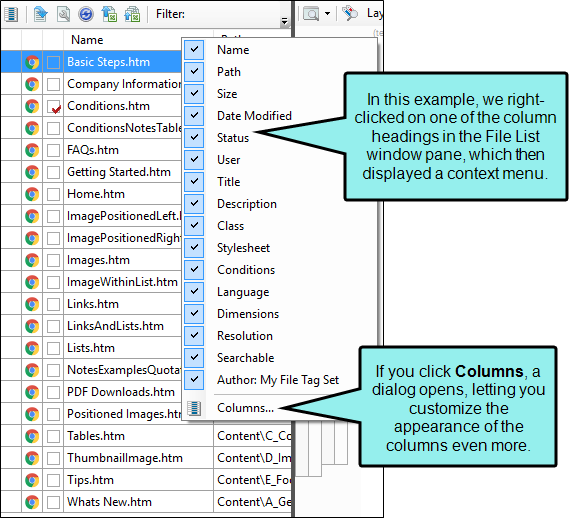 Filter:
Lay
Name
Basic Steps.htm
Company Information
Conditions.htm
ConditionsNotesTable
FAQs.htm
Getting Started.htm
Home.htm
ImagePositionedLeft.
ImagePositionedRigh
Images.htm
ImageWithinList.htm
Links.htm
LinksAndLists.htm
Lists.htm
NotesExamplesQuotat
PDF Downloads.htm
Positioned Images.htm
Tables.htm Content\C_Co
ThumbnailImage.htm Content\D_Im
Tips.htm Content\E_Foo
Whats New.htm Content\A_Ge
Name
Path
Size
Date Modified
Status
User
Title
Description
Class
Stylesheet
Conditions
Language
Dimensions
Resolution
Searchable
Author: My File Tag Set
Columns...
In this example, we right-
clicked on one of the column
headings in the File List
window pane, which then
displayed a context menu.
If you click Columns, a
dialog opens, letting you
customize the
appearance of the
columns even more.